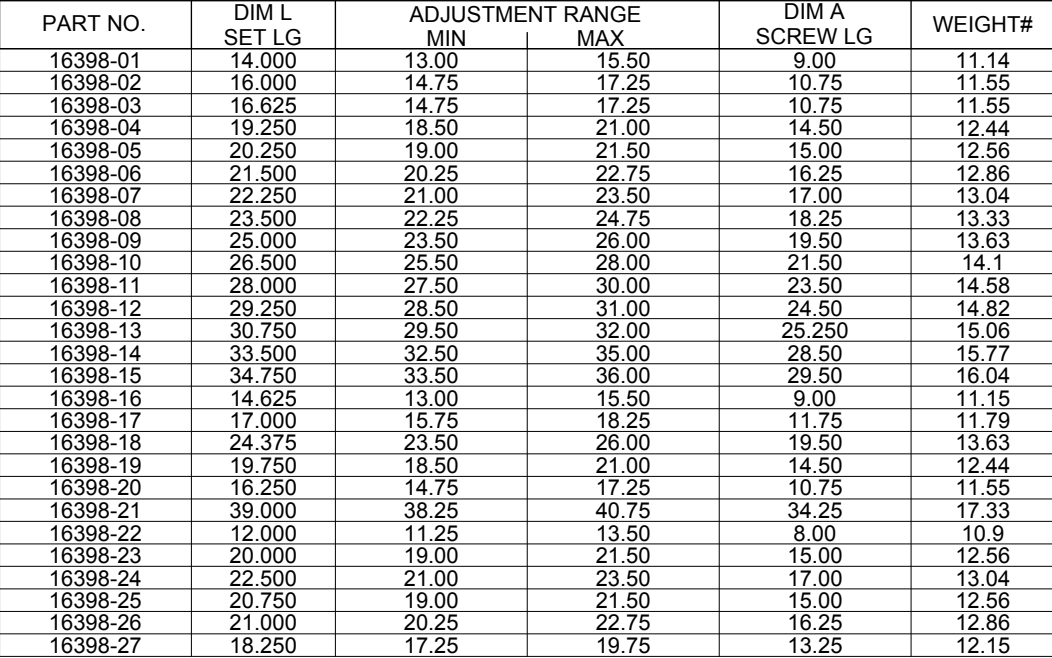 PART NO. DIM L ADJUSTMENT RANGE DIM A WEIGHT#
SET LG MIN MAX SCREW LG
16398-01 14.000 13.00 15.50 9.00 11.14
16398-02 16.000 14.75 17.25 10.75 11.55
16398-03 16.625 14.75 17.25 10.75 11.55
16398-04 19.250 18.50 21.00 14.50 12.44
16398-05 20.250 19.00 21.50 15.00 12.56
16398-06 21.500 20.25 22.75 16.25 12.86
16398-07 22.250 21.00 23.50 17.00 13.04
16398-08 23.500 22.25 24.75 18.25 13.33
16398-09 25.000 23.50 26.00 19.50 13.63
16398-10 26.500 25.50 28.00 21.50 14.1
16398-11 28.000 27.50 30.00 23.50 14.58
16398-12 29.250 28.50 31.00 24.50 14.82
16398-13 30.750 29.50 32.00 25.250 15.06
16398-14 33.500 32.50 35.00 28.50 15.77
16398-15 34.750 33.50 36.00 29.50 16.04
16398-16 14.625 13.00 15.50 9.00 11.15
16398-17 17.000 15.75 18.25 11.75 11.79
16398-18 24.375 23.50 26.00 19.50 13.63
16398-19 19.750 18.50 21.00 14.50 12.44
16398-20 16.250 14.75 17.25 10.75 11.55
16398-21 39.000 38.25 40.75 34.25 17.33
16398-22 12.000 11.25 13.50 8.00 10.9
16398-23 20.000 19.00 21.50 15.00 12.56
16398-24 22.500 21.00 23.50 17.00 13.04
16398-25 20.750 19.00 21.50 15.00 12.56
16398-26 21.000 20.25 22.75 16.25 12.86
16398-27 18.250 17.25 19.75 13.25 12.15